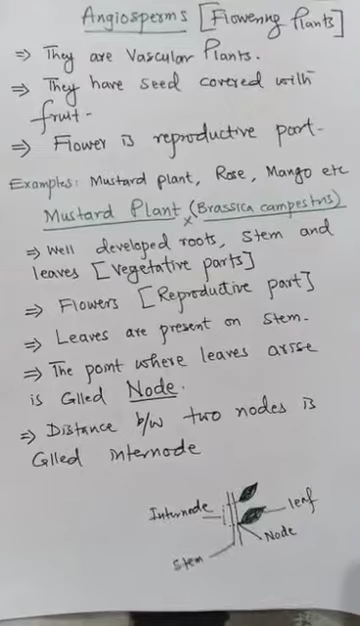 Angiosperms [Flowering Plants]
⇒ They are Vascular Plants.
⇒ They have seed covered with
fruit-
⇒ Flower is reproductive part-
Examples: Mustard plant, Rose, Mango etc
Mustard Plant (Brassica campestris)
⇒ Well developed roots, stem and
leaves [Vegetative parts]
⇒ Flowers [Reproductive part]
⇒ Leaves are present on stem-
⇒ The point where leaves arise
is Called Node.
⇒ Distance b/w two nodes is
Called internode
Internode
leaf
Node
Stem